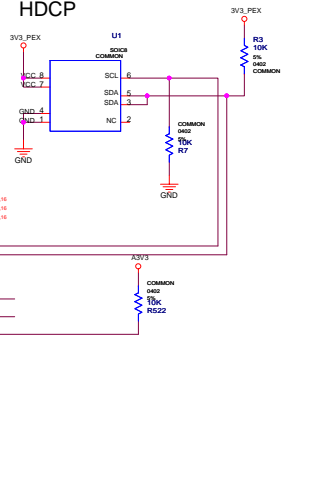 HDCP
3V3_PEX
3V3_PEX
U1
SOIC8
COMMON
R3
10K
5%
0402
COMMON
VCC 8
VCC 7
SCL 6
SDA 5
SDA 3
GND 4
GND 1
NC 2
COMMON
0402
5%
10K
R7
GND
GND
A3V3
COMMON
0402
5%
10K
R522